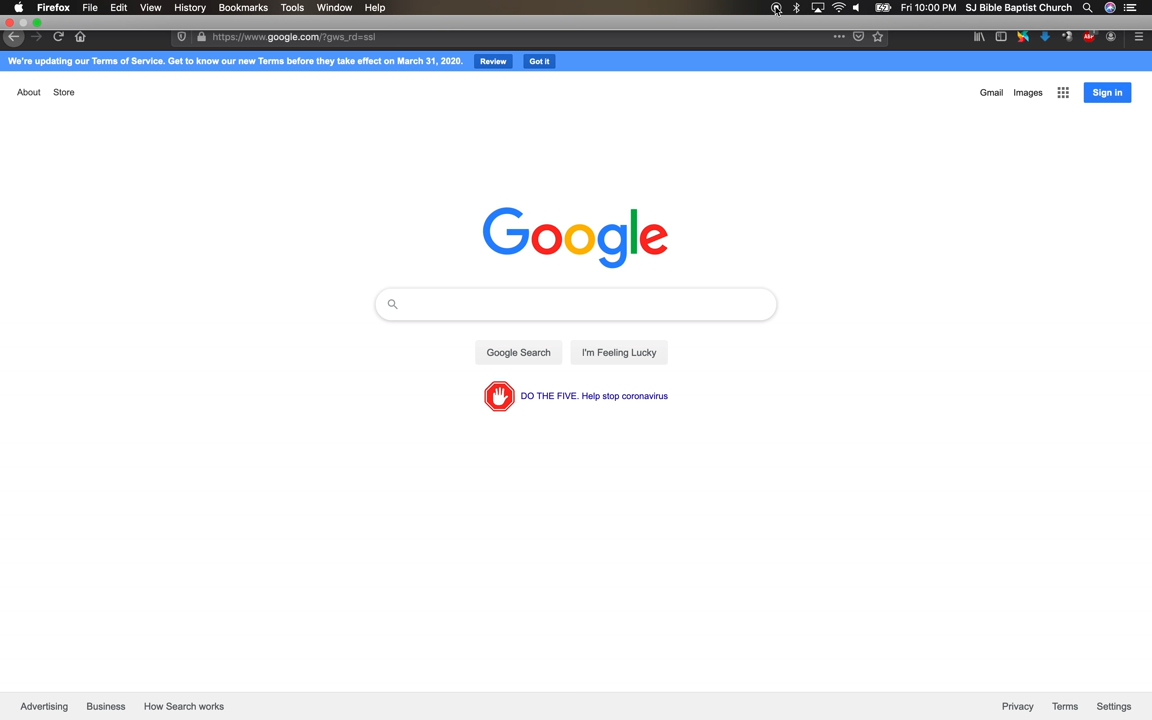 Firefox File Edit View History Bookmarks Tools Window Help Fri 10:00 PM SJ Bible Baptist Church
https://www.google.com/?gws_rd=ssl ABP
We're updating our Terms of Service. Get to know our new Terms before they take effect on March 31, 2020. Review Got it
About Store Gmail Images Sign in
Google
Google Search I'm Feeling Lucky
DO THE FIVE. Help stop coronavirus
Advertising Business How Search works Privacy Terms Settings